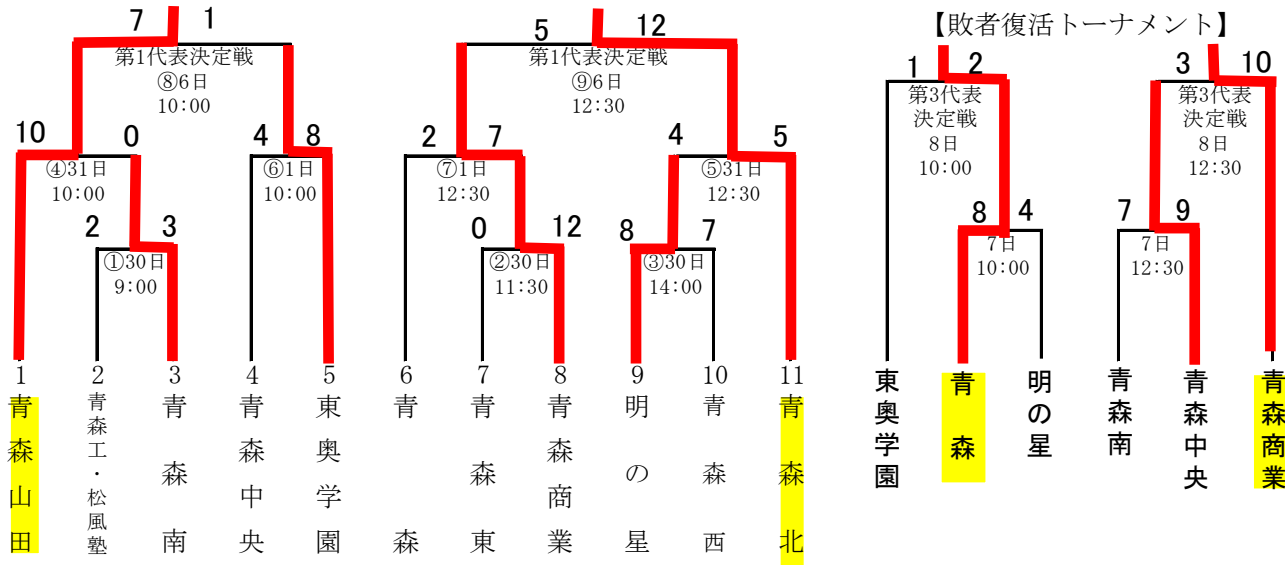 7 1
第1代表決定戦
⑧6日
10:00
5 12
第1代表決定戦
⑨6日
12:30
10 0
④31日
10:00
4 8
⑥1日
10:00
2 7
⑦1日
12:30
4 5
⑤31日
12:30
2 3
①30日
9:00
0 12
②30日
11:30
8 7
③30日
14:00
1 青森山田
2 青森工・松風塾
3 青森南
4 青森中央
5 東奥学園
6 青森
7 青森東
8 青森商業
9 明の星
10 青森西
11 青森北
【敗者復活トーナメント】
1 2
第3代表
決定戦
8日
10:00
3 10
第3代表
決定戦
8日
12:30
8 4
7日
10:00
7 9
7日
12:30
東奥学園
青森
明の星
青森南
青森中央
青森商業